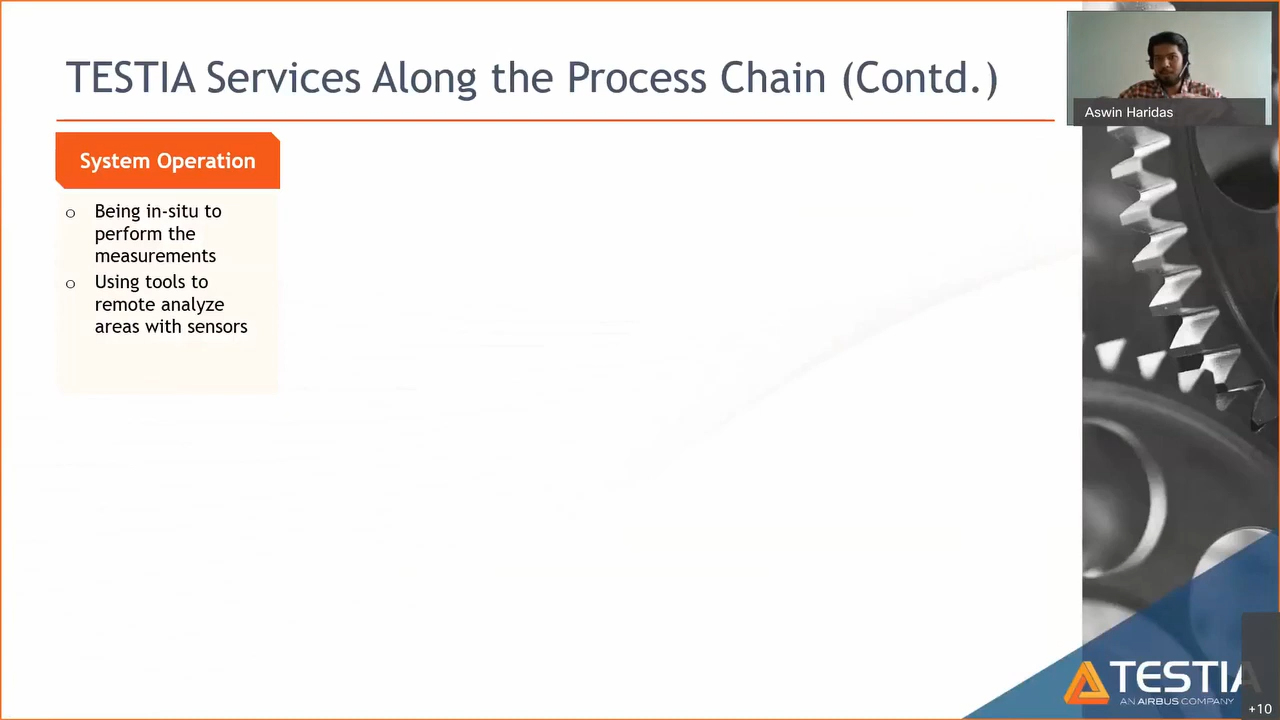 TESTIA Services Along the Process Chain (Contd.)
Aswin Haridas
System Operation
o Being in-situ to
perform the
measurements
o Using tools to
remote analyze
areas with sensors
TESTIA
AN AIRBUS COMPANY
+10